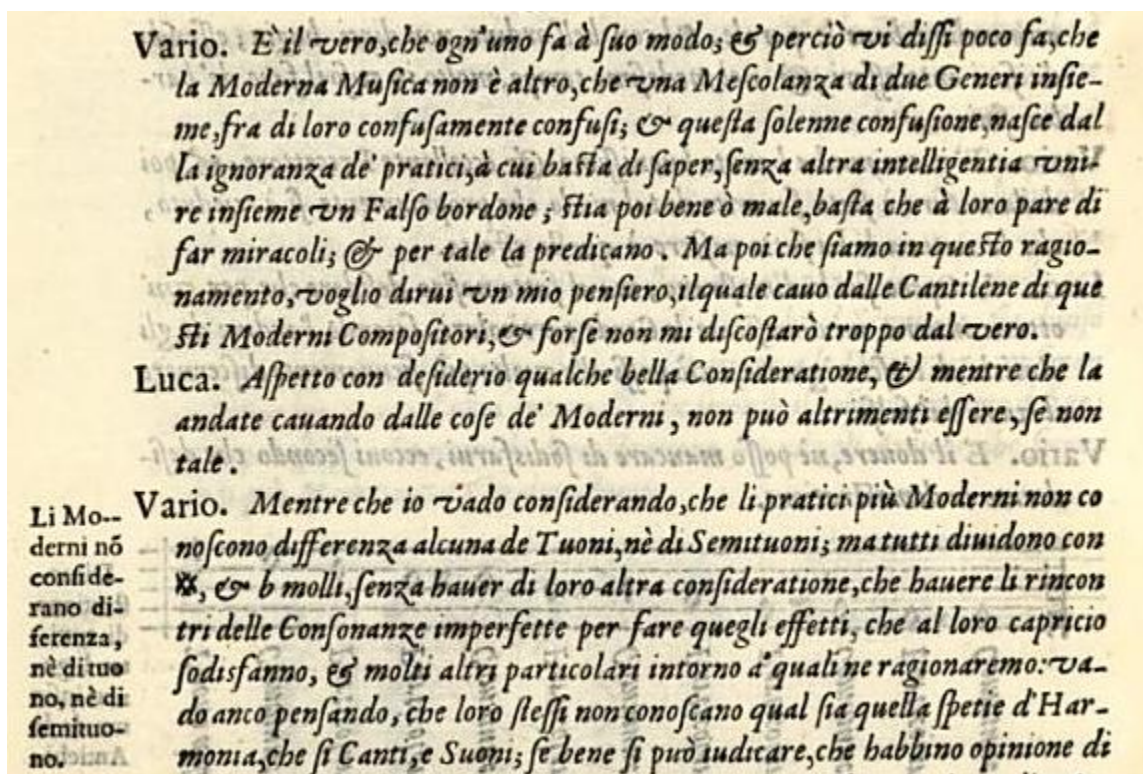 Vario. E'il vero,che ogn'uno fa à ſuo modo; & perciò vi diſſi poco fa,che
la Moderna Muſica non è altro,che vna Meſcolanza di due Generi inſie-
me,fra di loro confuſamente confuſi; & queſta ſolenne confuſione,naſce dal
la ignoranza de' pratici,à cui baſta di ſaper,ſenza altra intelligentia vni-
re inſieme vn Falſo bordone ; ſtia poi bene ò male,baſta che à loro pare di
far miracoli; & per tale la predicano . Ma poi che ſiamo in queſto ragio-
namento,voglio dirui vn mio penſiero,ilquale cauo dalle Cantilene di que
ſti Moderni Compoſitori,& forſe non mi diſcoſtarò troppo dal vero.
Luca. Aſpetto con deſiderio qualche bella Conſideratione, & mentre che la
andate cauando dalle coſe de' Moderni , non può altrimenti eſſere,ſe non
tale .
Vario. Mentre che io vado conſiderando,che li pratici più Moderni non co
noſcono differenza alcuna de Tuoni,nè di Semituoni; ma tutti diuidono con
※, & b molli,ſenza hauer di loro altra conſideratione,che hauere li rincon
tri delle Conſonanze imperfette per fare quegli effetti, che al loro capricio
ſodisfanno, & molti altri particolari intorno a'quali ne ragionaremo: va-
do anco penſando, che loro ſteſſi non conoſcano qual ſia quella ſpetie d'Har-
monia,che ſi Canti,e Suoni; ſe bene ſi può iudicare,che habbino opinione di
Li Mo--
derni nõ
conſide-
rano di-
ferenza,
nè di tuo
no, nè di
ſemituo-
no.